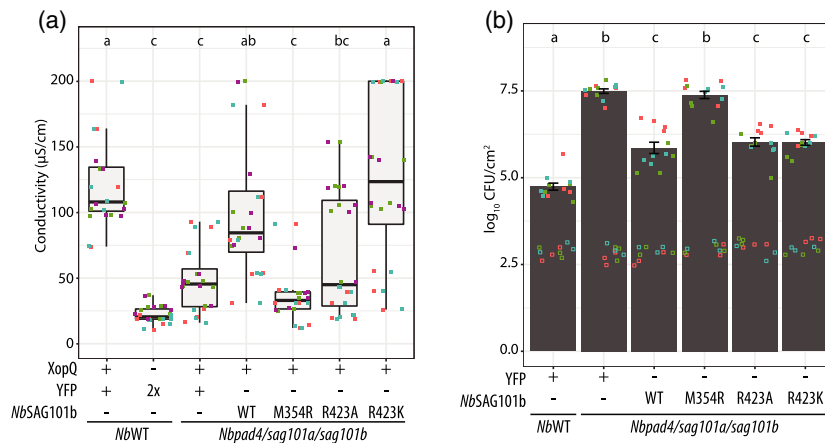 (a)
a c c ab c bc a
Conductivity (µS/cm)
200
150
100
50
0
XopQ + - + + + + +
YFP + 2x + - - - -
NbSAG101b - - - WT M354R R423A R423K
NbWT Nbpad4/sag101a/sag101b
(b)
a b c b c c
log10 CFU/cm²
7.5
5.0
2.5
0.0
YFP + + - - - -
NbSAG101b - - WT M354R R423A R423K
NbWT Nbpad4/sag101a/sag101b